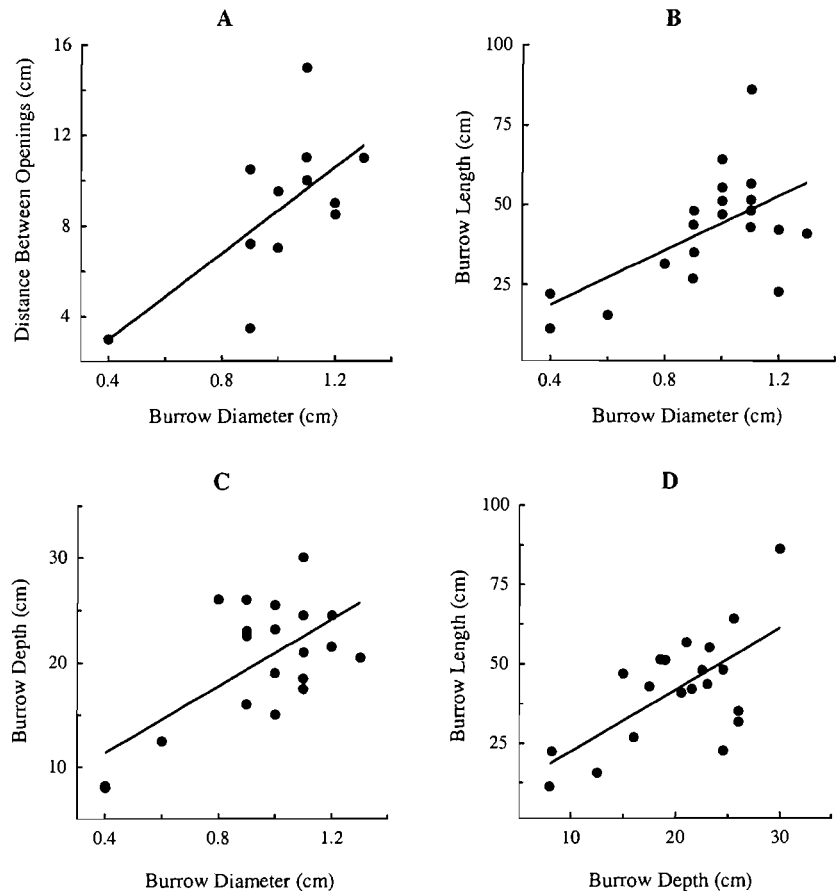 A
Distance Between Openings (cm)
16
12
8
4
0.4 0.8 1.2
Burrow Diameter (cm)
B
Burrow Length (cm)
100
75
50
25
0.4 0.8 1.2
Burrow Diameter (cm)
C
Burrow Depth (cm)
30
20
10
0.4 0.8 1.2
Burrow Diameter (cm)
D
Burrow Length (cm)
100
75
50
25
10 20 30
Burrow Depth (cm)